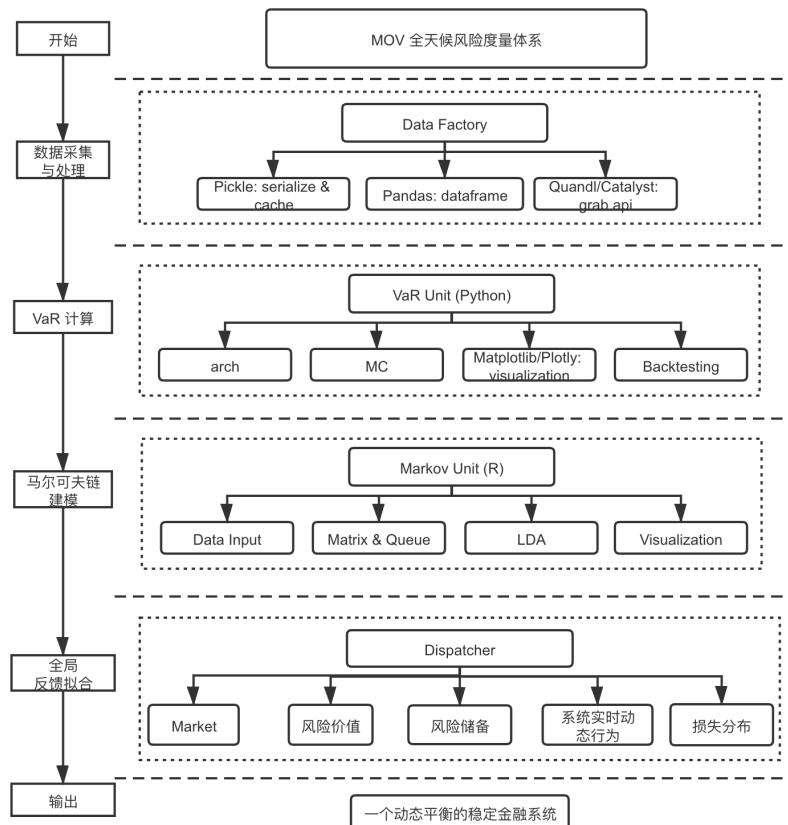 开始
MOV 全天候风险度量体系
数据采集
与处理
Data Factory
Pickle: serialize &
cache
Pandas: dataframe
Quandl/Catalyst:
grab api
VaR 计算
VaR Unit (Python)
arch
MC
Matplotlib/Plotly:
visualization
Backtesting
马尔可夫链
建模
Markov Unit (R)
Data Input
Matrix & Queue
LDA
Visualization
全局
反馈拟合
Dispatcher
Market
风险价值
风险储备
系统实时动
态行为
损失分布
输出
一个动态平衡的稳定金融系统